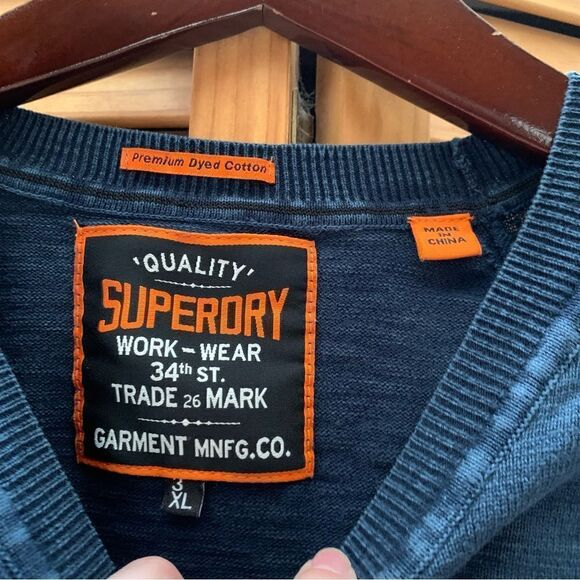 Premium Dyed Cotton
MADE
IN
CHINA
'QUALITY'
SUPERDRY
WORK-WEAR
34th ST.
TRADE 26 MARK
GARMENT MNFG.CO.
3
XL